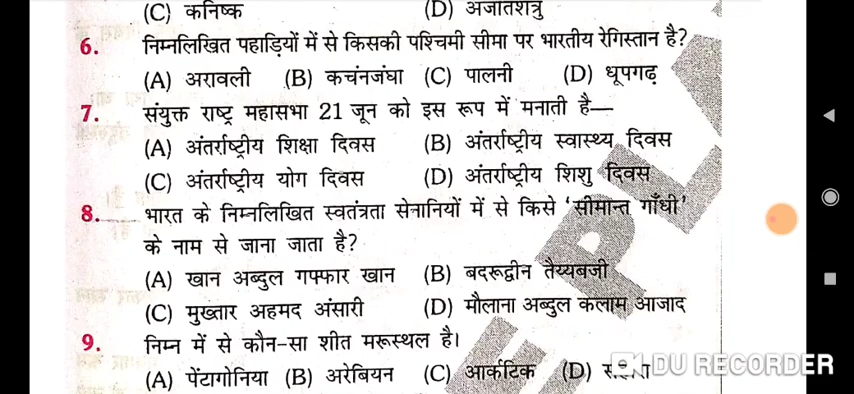 (C) कनिष्क (D) अजातशत्रु
6. निम्नलिखित पहाड़ियों में से किसकी पश्चिमी सीमा पर भारतीय रेगिस्तान है?
(A) अरावली (B) कचंनजंघा (C) पालनी (D) धूपगढ़
7. संयुक्त राष्ट्र महासभा 21 जून को इस रूप में मनाती है—
(A) अंतर्राष्ट्रीय शिक्षा दिवस (B) अंतर्राष्ट्रीय स्वास्थ्य दिवस
(C) अंतर्राष्ट्रीय योग दिवस (D) अंतर्राष्ट्रीय शिशु दिवस
8. भारत के निम्नलिखित स्वतंत्रता सेनानियों में से किसे 'सीमान्त गाँधी'
के नाम से जाना जाता है?
(A) खान अब्दुल गफ्फार खान (B) बदरूद्वीन तैय्यबजी
(C) मुख्तार अहमद अंसारी (D) मौलाना अब्दुल कलाम आजाद
9. निम्न में से कौन-सा शीत मरूस्थल है।
(A) पेंटागोनिया (B) अरेबियन (C) आर्कटिक (D)
DU RECORDER